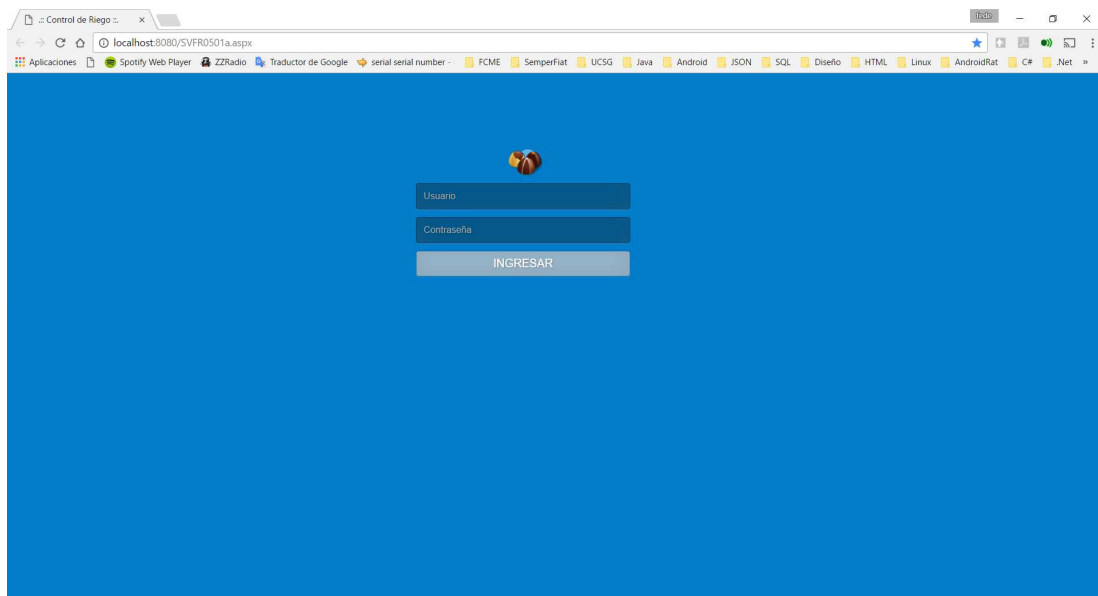 .:: Control de Riego ::.
fede
localhost:8080/SVFR0501a.aspx
Aplicaciones Spotify Web Player ZZRadio Traductor de Google serial serial number - FCME SemperFiat UCSG Java Android JSON SQL Diseño HTML Linux AndroidRat C# .Net »
Usuario
Contraseña
INGRESAR